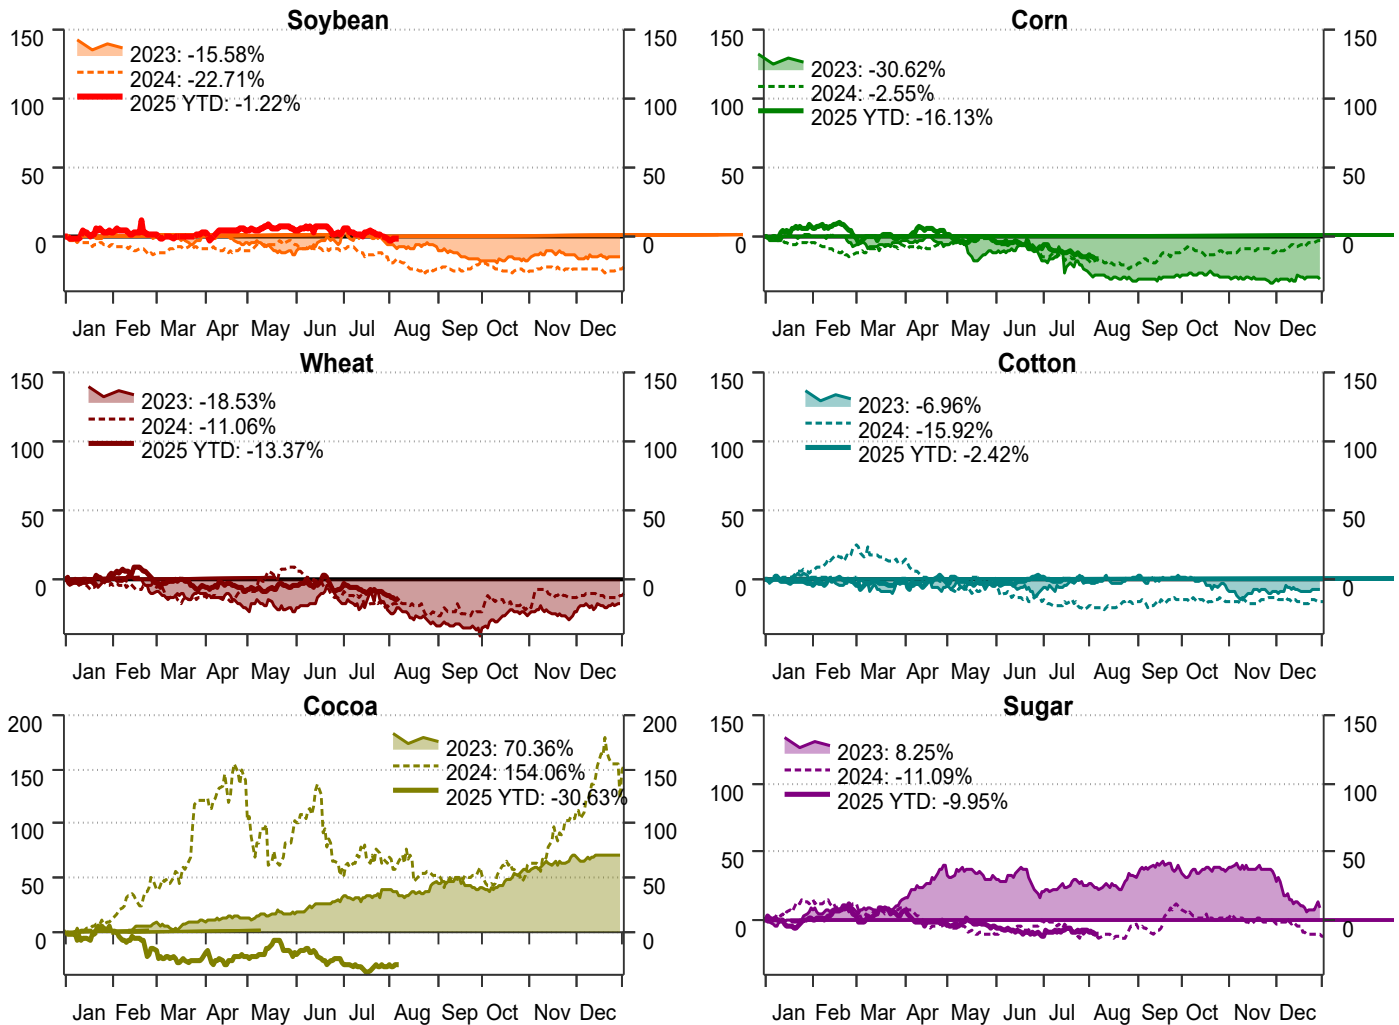 Soybean
150 150
2023: -15.58%
2024: -22.71%
100 100
2025 YTD: -1.22%
50 50
0 0
Jan Feb Mar Apr May Jun Jul Aug Sep Oct Nov Dec
Corn
150 150
2023: -30.62%
2024: -2.55%
100 100
2025 YTD: -16.13%
50 50
0 0
Jan Feb Mar Apr May Jun Jul Aug Sep Oct Nov Dec
Wheat
150 150
2023: -18.53%
2024: -11.06%
100 100
2025 YTD: -13.37%
50 50
0 0
Jan Feb Mar Apr May Jun Jul Aug Sep Oct Nov Dec
Cotton
150 150
2023: -6.96%
2024: -15.92%
100 100
2025 YTD: -2.42%
50 50
0 0
Jan Feb Mar Apr May Jun Jul Aug Sep Oct Nov Dec
Cocoa
200 200
2023: 70.36%
150 2024: 154.06% 150
2025 YTD: -30.63%
100 100
50 50
0 0
Jan Feb Mar Apr May Jun Jul Aug Sep Oct Nov Dec
Sugar
150 150
2023: 8.25%
2024: -11.09%
100 100
2025 YTD: -9.95%
50 50
0 0
Jan Feb Mar Apr May Jun Jul Aug Sep Oct Nov Dec